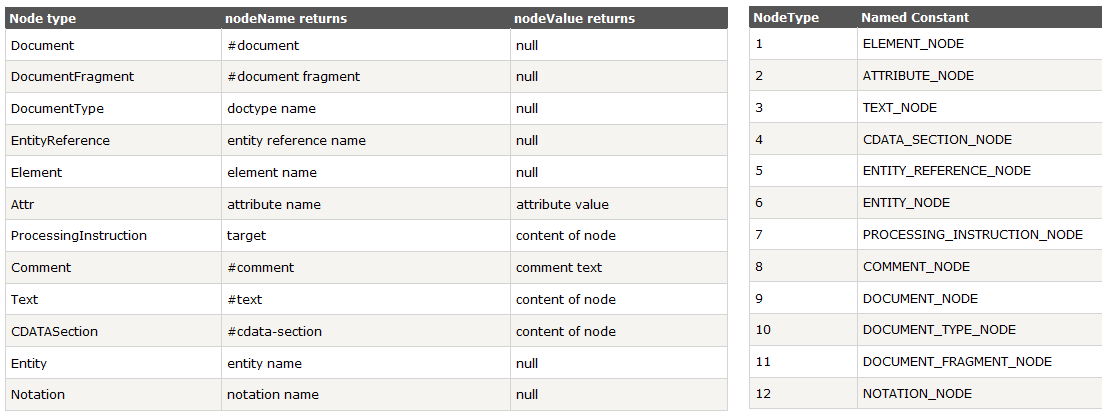 Node type nodeName returns nodeValue returns
Document #document null
DocumentFragment #document fragment null
DocumentType doctype name null
EntityReference entity reference name null
Element element name null
Attr attribute name attribute value
ProcessingInstruction target content of node
Comment #comment comment text
Text #text content of node
CDATASection #cdata-section content of node
Entity entity name null
Notation notation name null
NodeType Named Constant
1 ELEMENT_NODE
2 ATTRIBUTE_NODE
3 TEXT_NODE
4 CDATA_SECTION_NODE
5 ENTITY_REFERENCE_NODE
6 ENTITY_NODE
7 PROCESSING_INSTRUCTION_NODE
8 COMMENT_NODE
9 DOCUMENT_NODE
10 DOCUMENT_TYPE_NODE
11 DOCUMENT_FRAGMENT_NODE
12 NOTATION_NODE